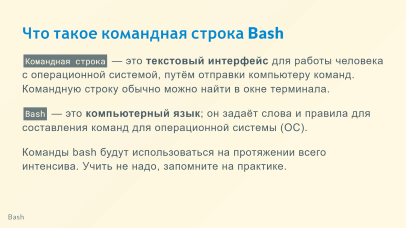 Что такое командная строка Bash
Командная строка — это текстовый интерфейс для работы человека
с операционной системой, путём отправки компьютеру команд.
Командную строку обычно можно найти в окне терминала.
Bash — это компьютерный язык; он задаёт слова и правила для
составления команд для операционной системы (ОС).
Команды bash будут использоваться на протяжении всего
интенсива. Учить не надо, запомните на практике.
Bash